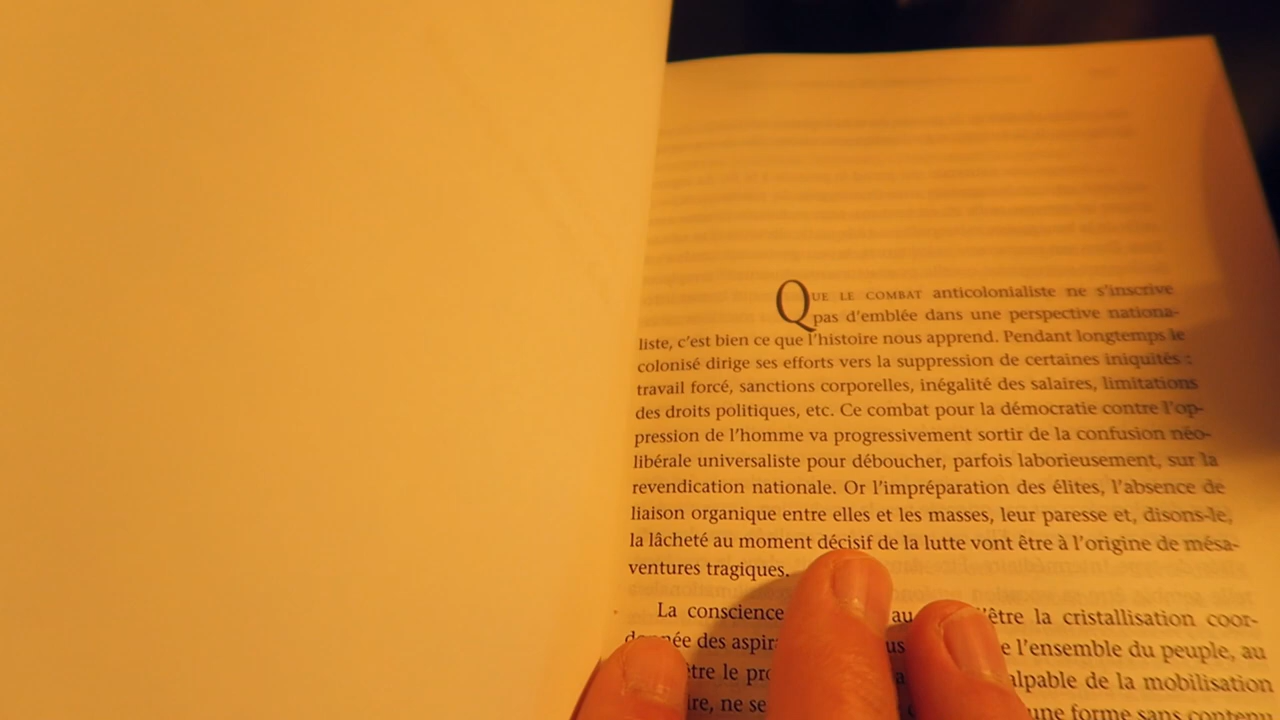 QUE LE COMBAT anticolonialiste ne s'inscrive
pas d'emblée dans une perspective nationa-
liste, c'est bien ce que l'histoire nous apprend. Pendant longtemps le
colonisé dirige ses efforts vers la suppression de certaines iniquités :
travail forcé, sanctions corporelles, inégalité des salaires, limitations
des droits politiques, etc. Ce combat pour la démocratie contre l'op-
pression de l'homme va progressivement sortir de la confusion néo-
libérale universaliste pour déboucher, parfois laborieusement, sur la
revendication nationale. Or l'impréparation des élites, l'absence de
liaison organique entre elles et les masses, leur paresse et, disons-le,
la lâcheté au moment décisif de la lutte vont être à l'origine de mésa-
ventures tragiques.
La conscience au l'être la cristallisation coor-
donnée des l'ensemble du peuple, au
être le de la mobilisation
ne une forme sans contenu